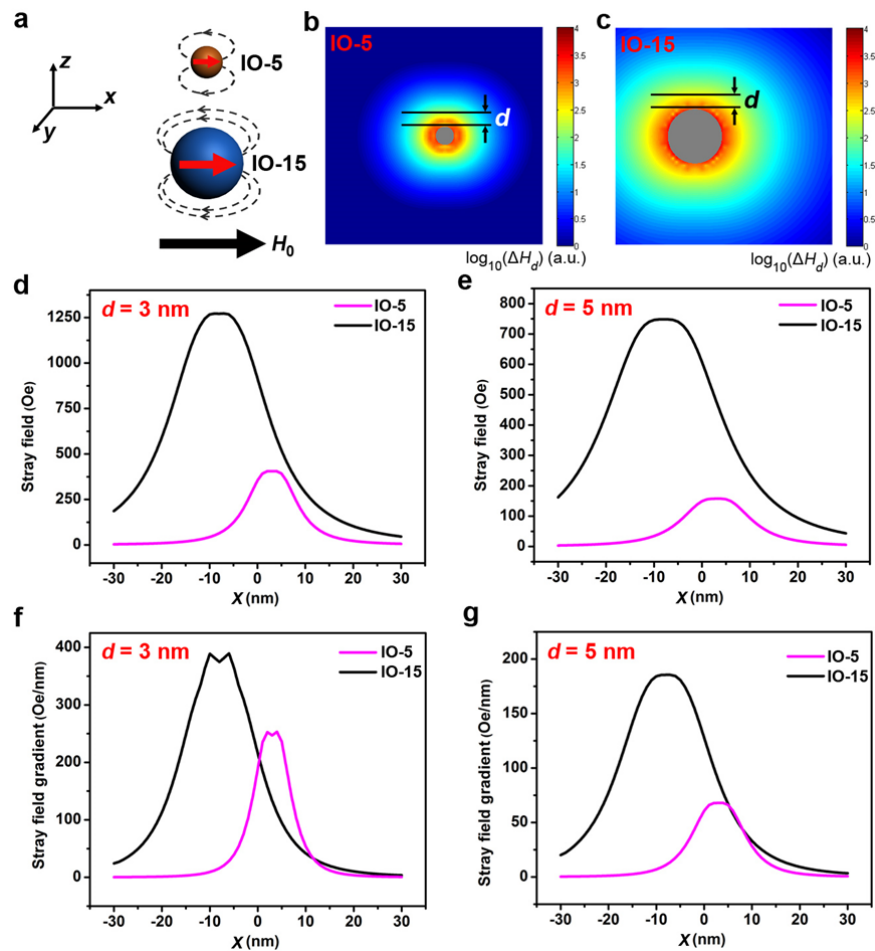 a
z
x
y
IO-5
IO-15
H₀
b
IO-5
d
4
3.5
3
2.5
2
1.5
1
0.5
0
log₁₀(ΔH_d) (a.u.)
c
IO-15
d
4
3.5
3
2.5
2
1.5
1
0.5
0
log₁₀(ΔH_d) (a.u.)
d
d = 3 nm
IO-5
IO-15
Stray field (Oe)
1250
1000
750
500
250
0
-30 -20 -10 0 10 20 30
X (nm)
e
d = 5 nm
IO-5
IO-15
Stray field (Oe)
800
700
600
500
400
300
200
100
0
-30 -20 -10 0 10 20 30
X (nm)
f
d = 3 nm
IO-5
IO-15
Stray field gradient (Oe/nm)
400
300
200
100
0
-30 -20 -10 0 10 20 30
X (nm)
g
d = 5 nm
IO-5
IO-15
Stray field gradient (Oe/nm)
200
150
100
50
0
-30 -20 -10 0 10 20 30
X (nm)